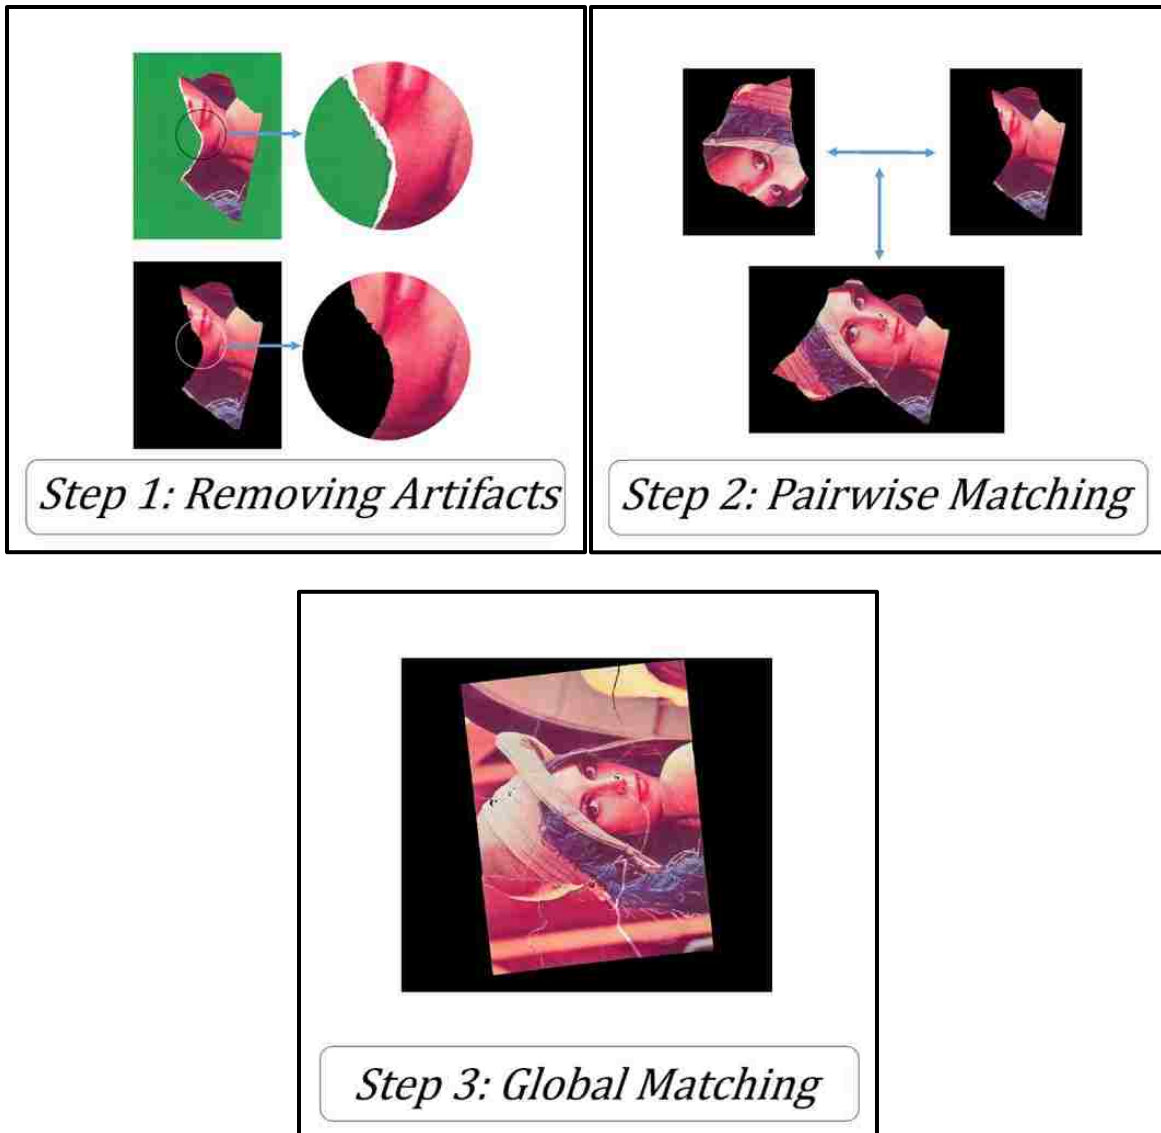 Step 1: Removing Artifacts
Step 2: Pairwise Matching
Step 3: Global Matching